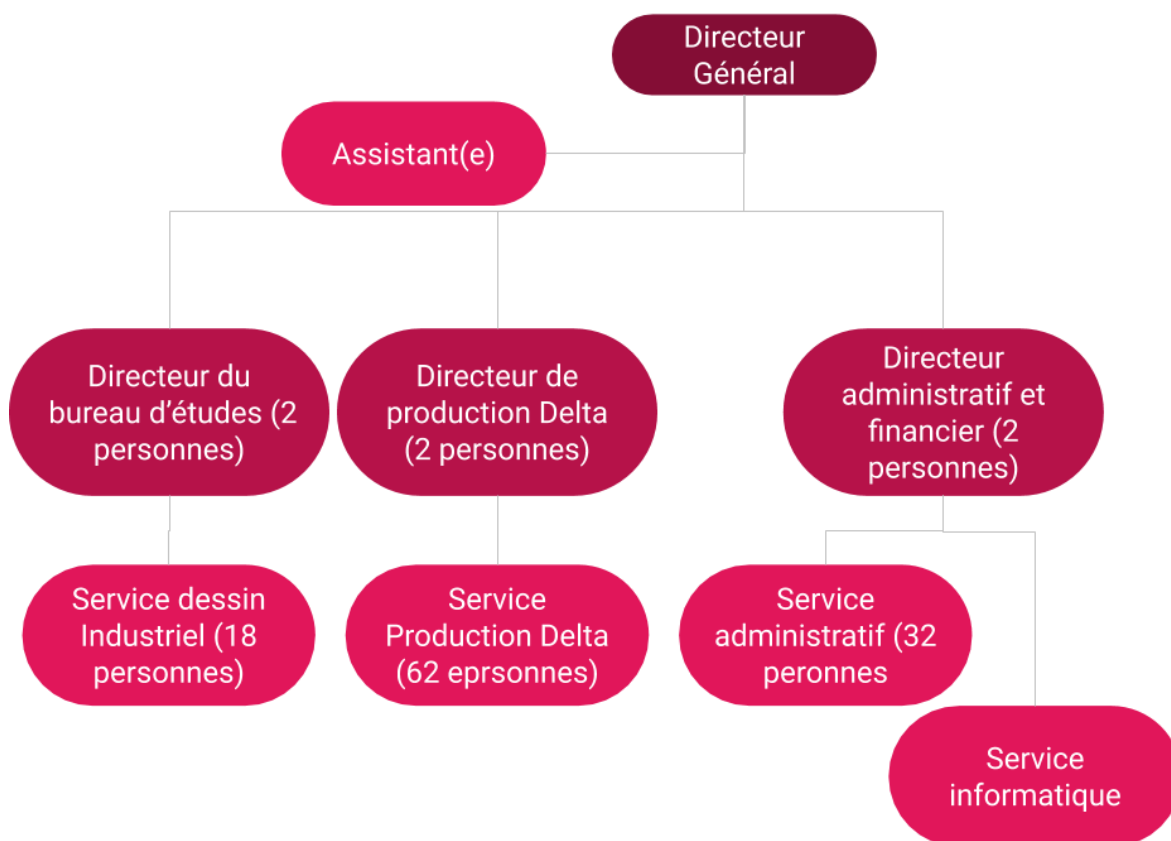 Directeur
Général
Assistant(e)
Directeur du
bureau d’études (2
personnes)
Directeur de
production Delta
(2 personnes)
Directeur
administratif et
financier (2
personnes)
Service dessin
Industriel (18
personnes)
Service
Production Delta
(62 eprsonnes)
Service
administratif (32
peronnes
Service
informatique